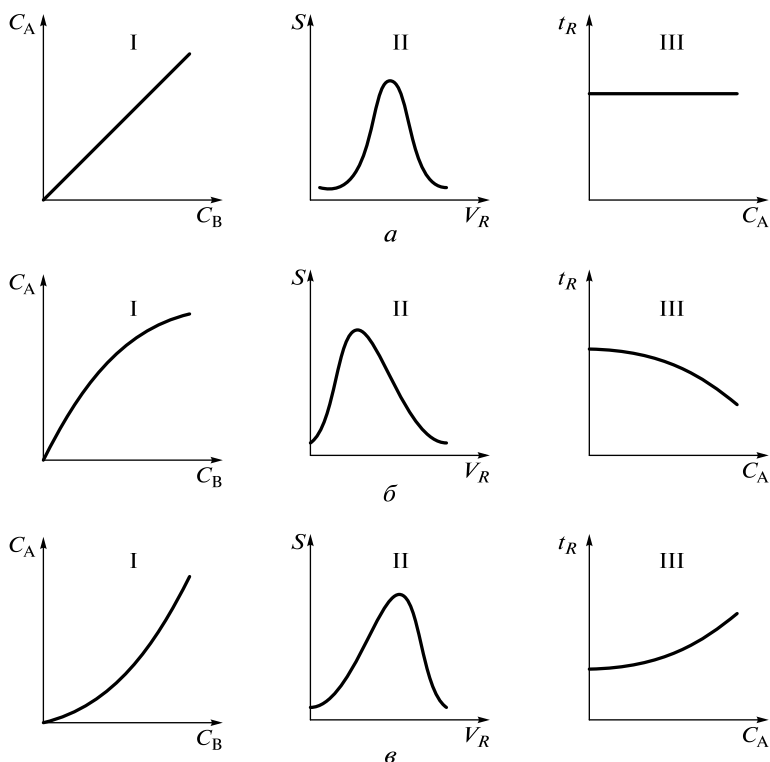 C_A I C_B
S II V_R
t_R III C_A
а
C_A I C_B
S II V_R
t_R III C_A
б
C_A I C_B
S II V_R
t_R III C_A
в